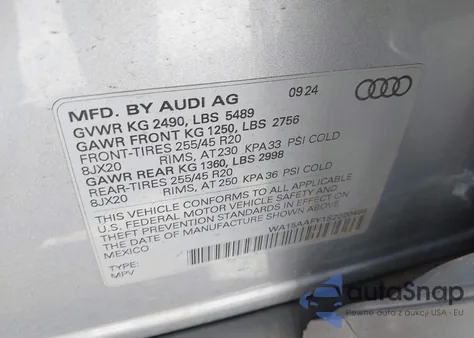 MFD. BY AUDI AG 09 24
GVWR KG 2490, LBS 5489
GAWR FRONT KG 1250, LBS 2756
FRONT-TIRES 255/45 R20
8JX20 RIMS, AT 230 KPA 33 PSI COLD
GAWR REAR KG 1360, LBS 2998
REAR-TIRES 255/45 R20
8JX20 RIMS, AT 250 KPA 36 PSI COLD
THIS VEHICLE CONFORMS TO ALL APPLICABLE
U.S. FEDERAL MOTOR VEHICLE SAFETY AND
THEFT PREVENTION STANDARDS IN EFFECT ON
THE DATE OF MANUFACTURE SHOWN ABOVE.
MEXICO
TYPE:
MPV
autoSnap
Auto z Aukcji USA - EU